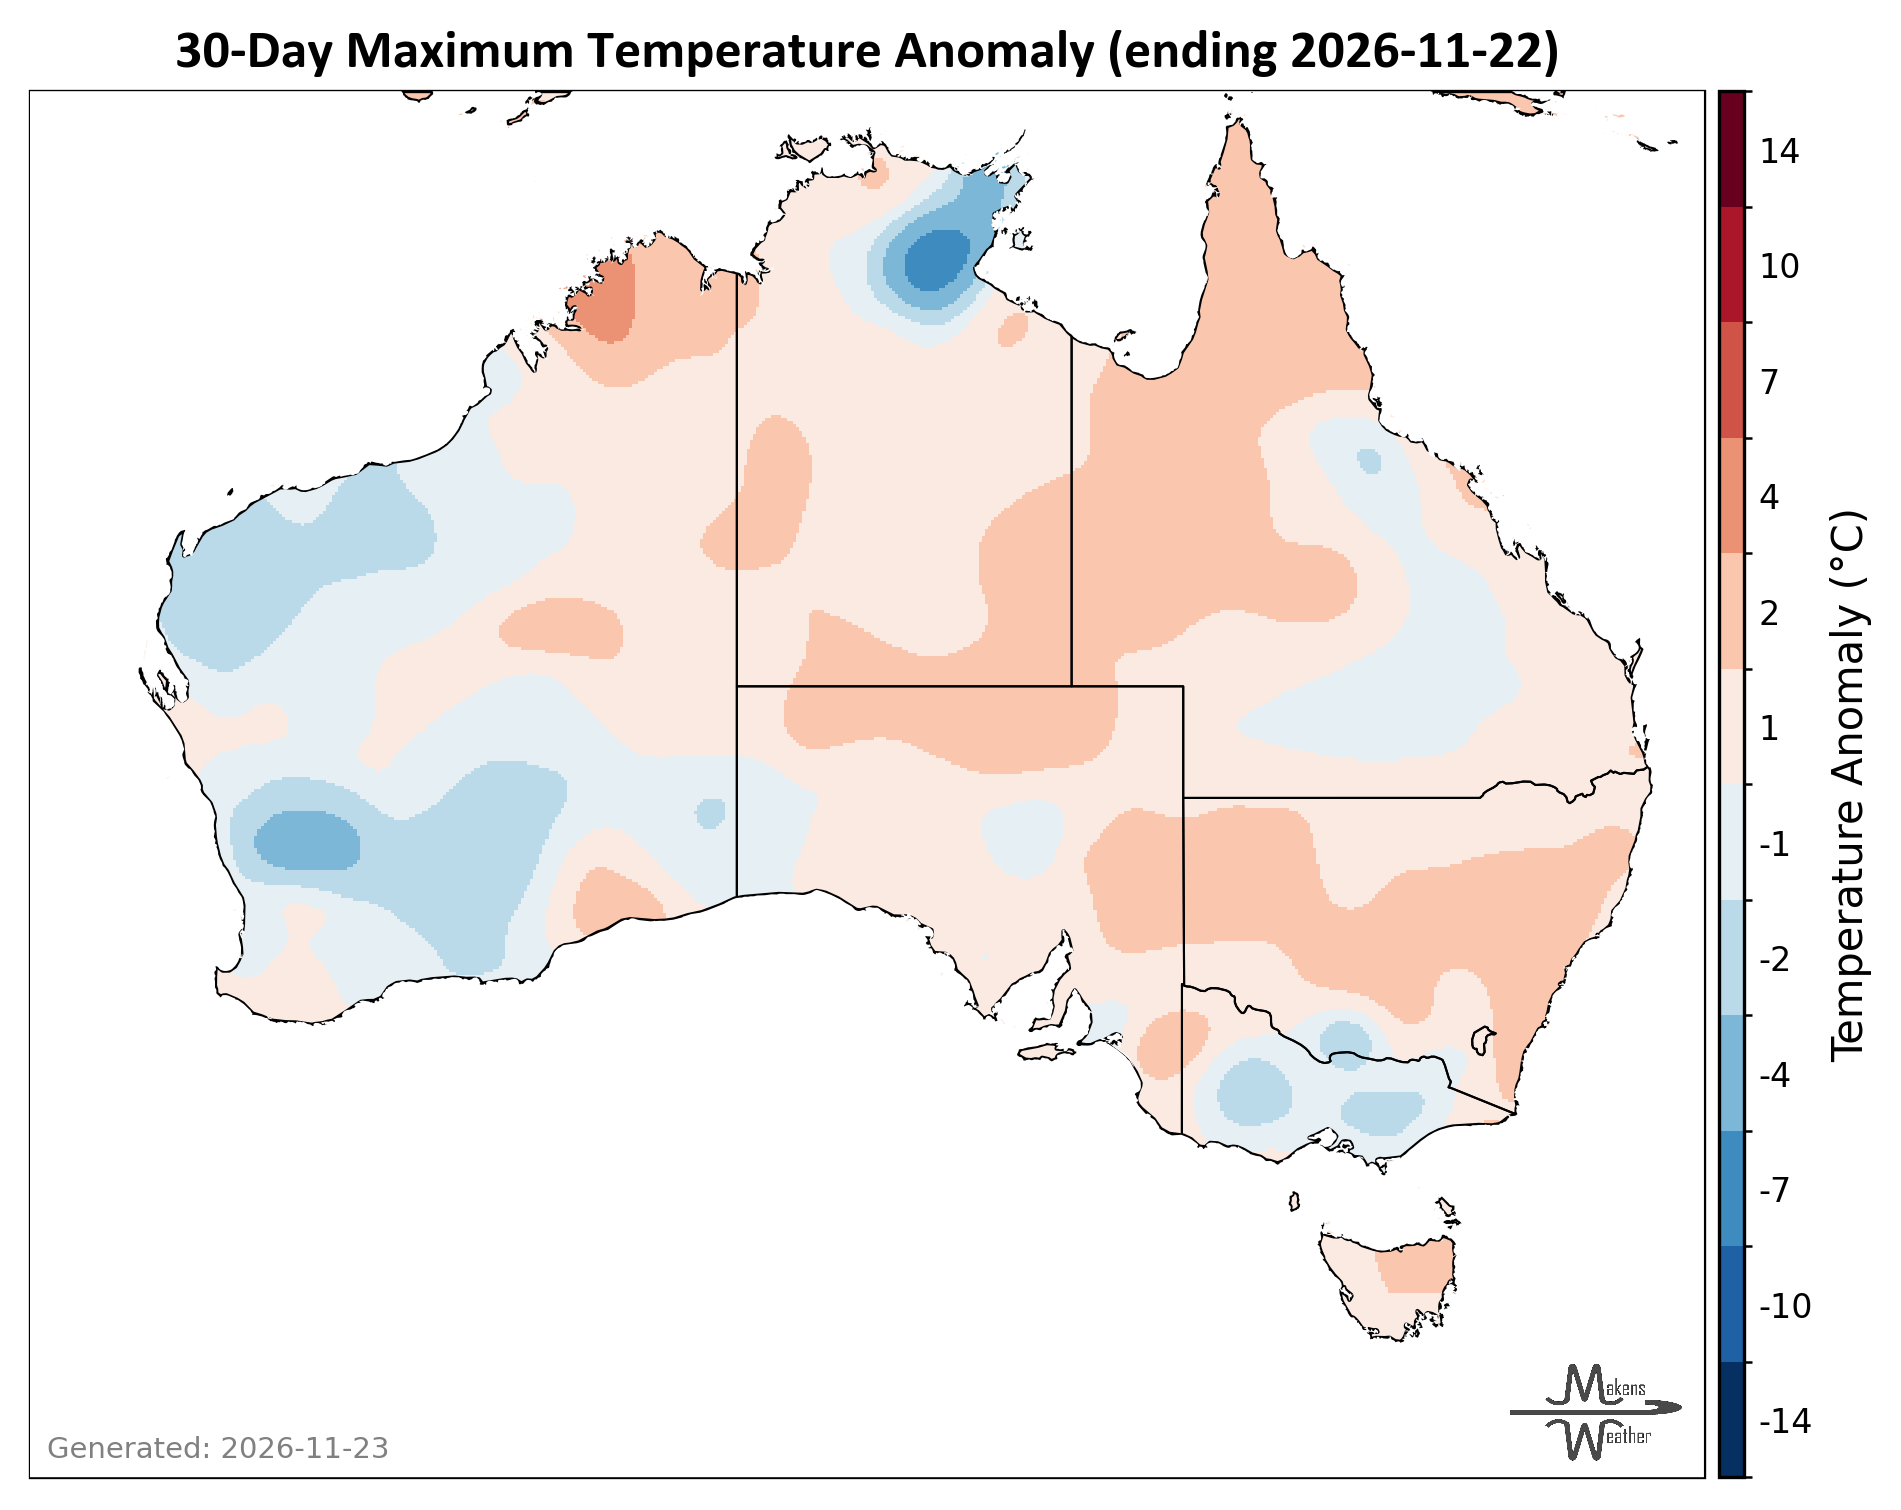 30-Day Maximum Temperature Anomaly (ending 2026-11-22)
14
10
7
4
2
1
-1
-2
-4
-7
-10
-14
Temperature Anomaly (°C)
Makens
Weather
Generated: 2026-11-23